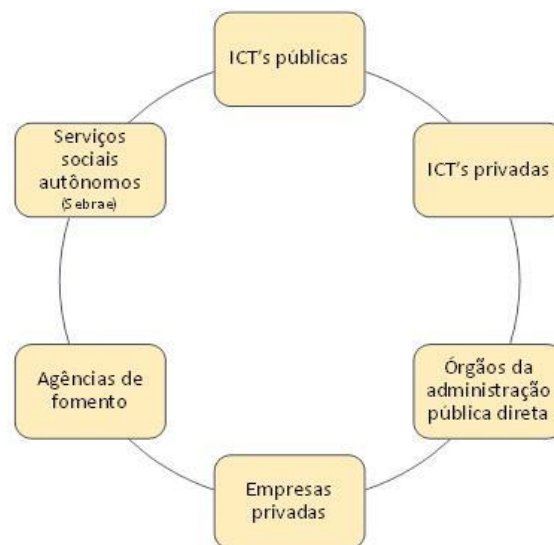 ICT's públicas
ICT's privadas
Órgãos da
administração
pública direta
Empresas
privadas
Agências de
fomento
Serviços
sociais
autônomos
(Sebrae)